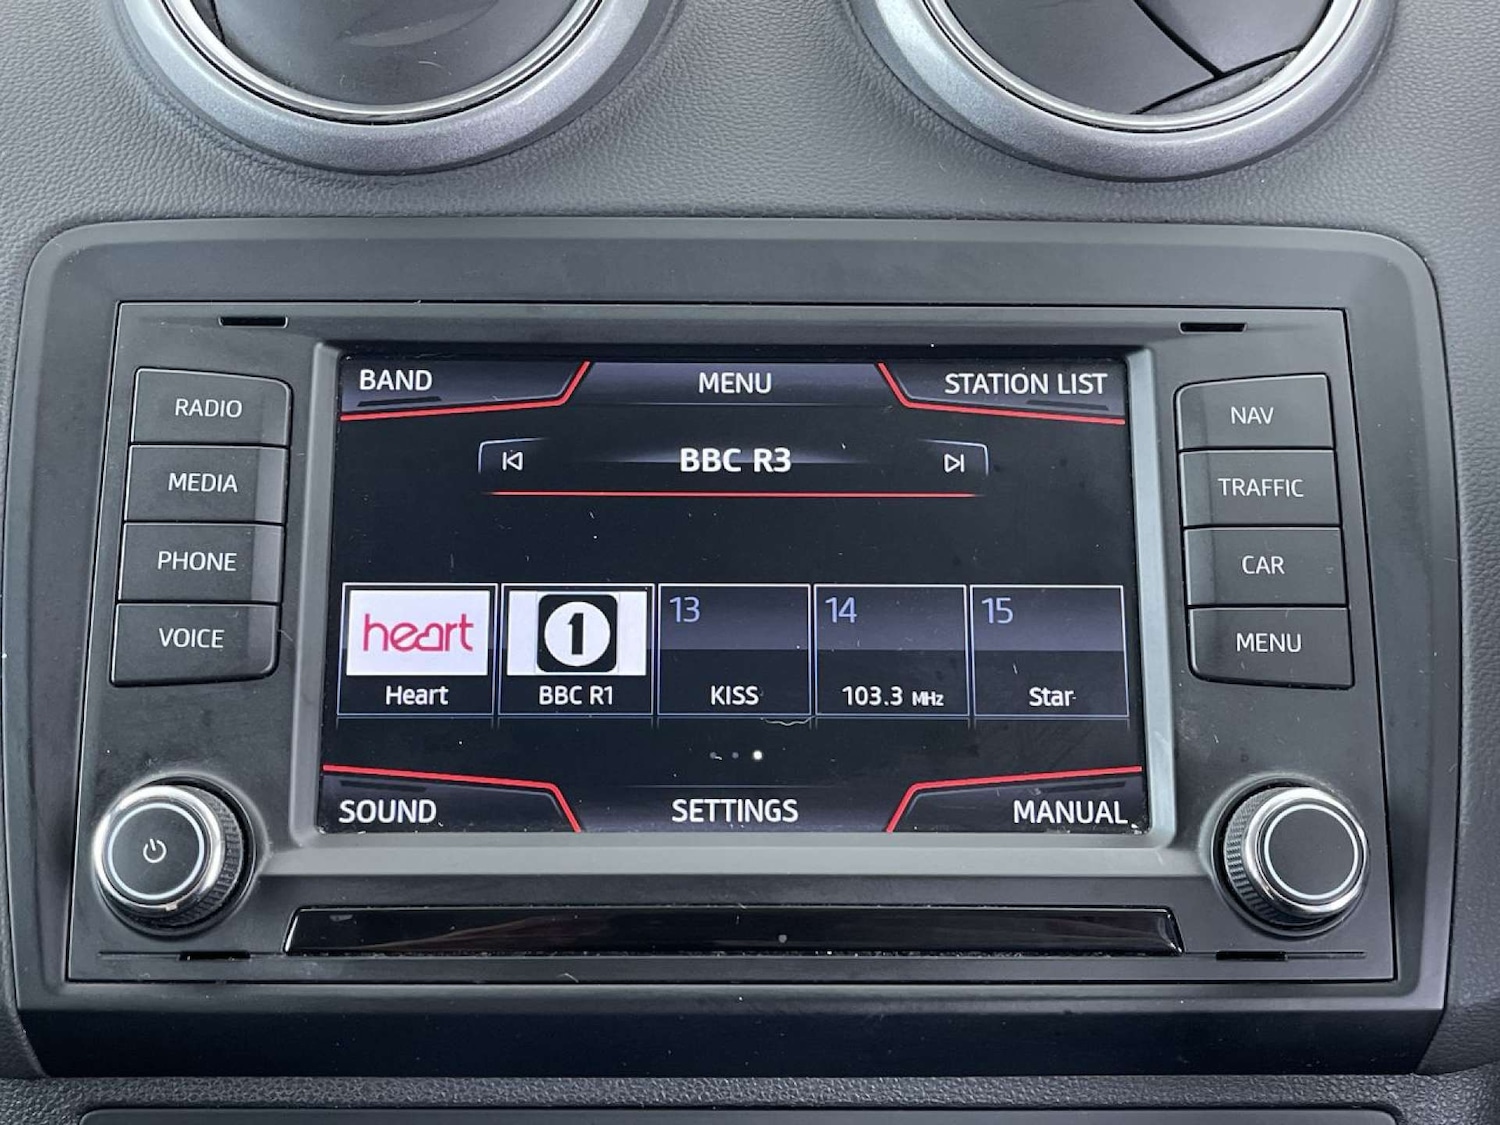 BAND MENU STATION LIST
RADIO
NAV
BBC R3
MEDIA
TRAFFIC
PHONE
CAR
heart 1 13 14 15
VOICE
MENU
Heart BBC R1 KISS 103.3 MHz Star
SOUND SETTINGS MANUAL